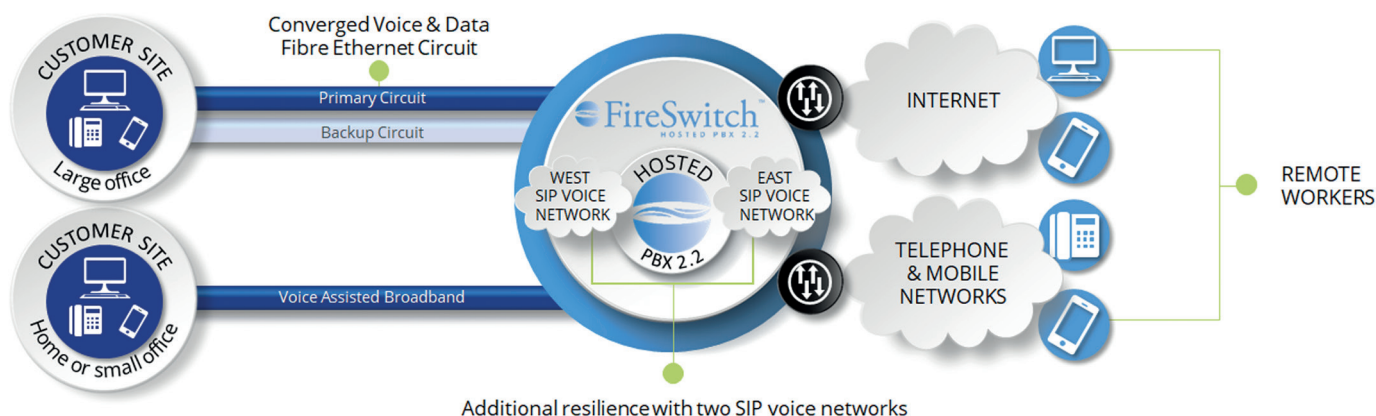 CUSTOMER SITE
Large office
Converged Voice & Data
Fibre Ethernet Circuit
Primary Circuit
Backup Circuit
CUSTOMER SITE
Home or small office
Voice Assisted Broadband
FireSwitch™
HOSTED PBX 2.2
WEST
SIP VOICE
NETWORK
HOSTED
PBX 2.2
EAST
SIP VOICE
NETWORK
Additional resilience with two SIP voice networks
INTERNET
TELEPHONE
& MOBILE
NETWORKS
REMOTE
WORKERS